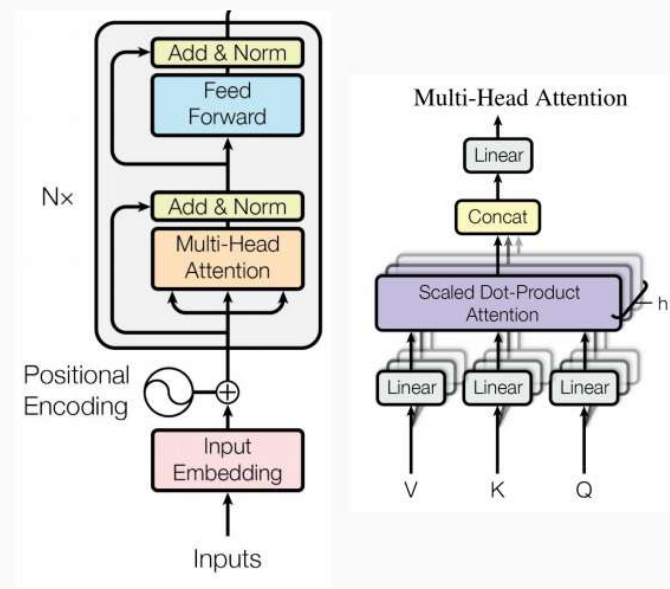 Add & Norm
Feed
Forward
Nx
Add & Norm
Multi-Head
Attention
Positional
Encoding
Input
Embedding
Inputs
Multi-Head Attention
Linear
Concat
Scaled Dot-Product
Attention
h
Linear Linear Linear
V K Q